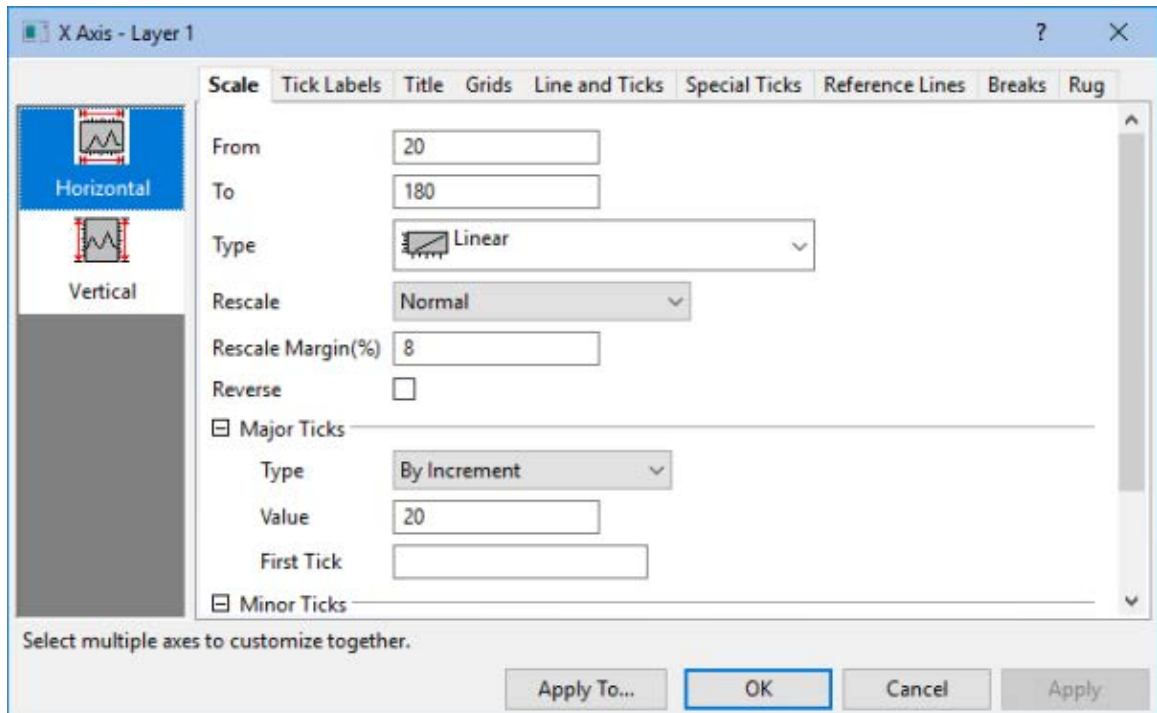 X Axis - Layer 1
?
Scale Tick Labels Title Grids Line and Ticks Special Ticks Reference Lines Breaks Rug
Horizontal
Vertical
From 20
To 180
Type Linear
Rescale Normal
Rescale Margin(%) 8
Reverse
Major Ticks
Type By Increment
Value 20
First Tick
Minor Ticks
Select multiple axes to customize together.
Apply To... OK Cancel Apply